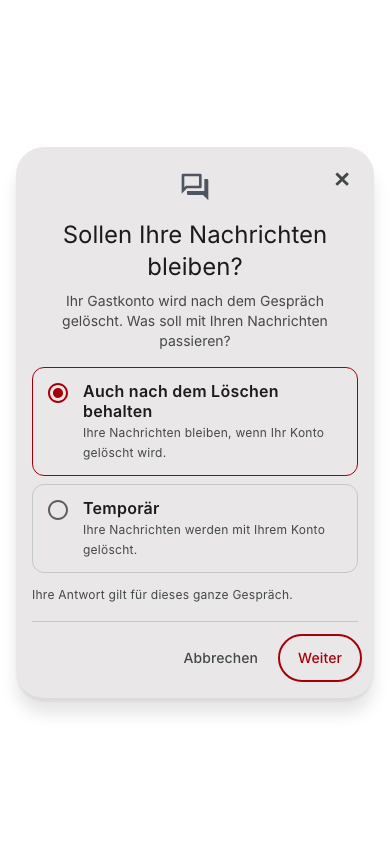 Sollen Ihre Nachrichten
bleiben?
Ihr Gastkonto wird nach dem Gespräch
gelöscht. Was soll mit Ihren Nachrichten
passieren?
Auch nach dem Löschen
behalten
Ihre Nachrichten bleiben, wenn Ihr Konto
gelöscht wird.
Temporär
Ihre Nachrichten werden mit Ihrem Konto
gelöscht.
Ihre Antwort gilt für dieses ganze Gespräch.
Abbrechen
Weiter